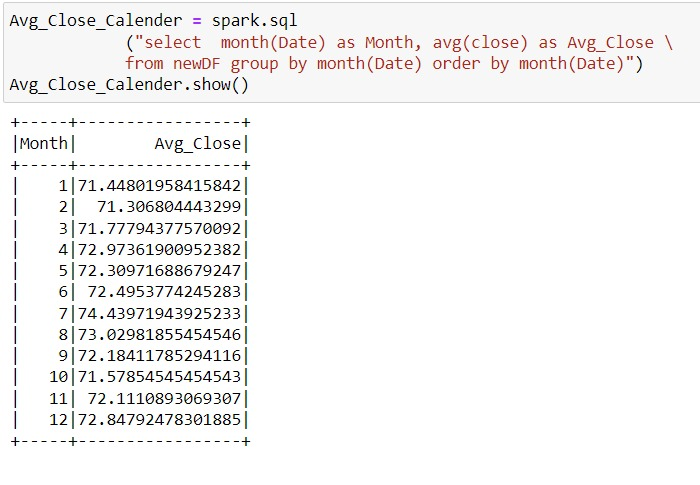 Avg_Close_Calender = spark.sql
("select  month(Date) as Month, avg(close) as Avg_Close \
from newDF group by month(Date) order by month(Date)")
Avg_Close_Calender.show()
+-----+-----------------+
|Month|        Avg_Close|
+-----+-----------------+
|    1|71.44801958415842|
|    2|  71.306804443299|
|    3|71.77794377570092|
|    4|72.97361900952382|
|    5|72.30971688679247|
|    6| 72.4953774245283|
|    7|74.43971943925233|
|    8|73.02981855454546|
|    9|72.18411785294116|
|   10|71.57854545454543|
|   11| 72.1110893069307|
|   12|72.84792478301885|
+-----+-----------------+